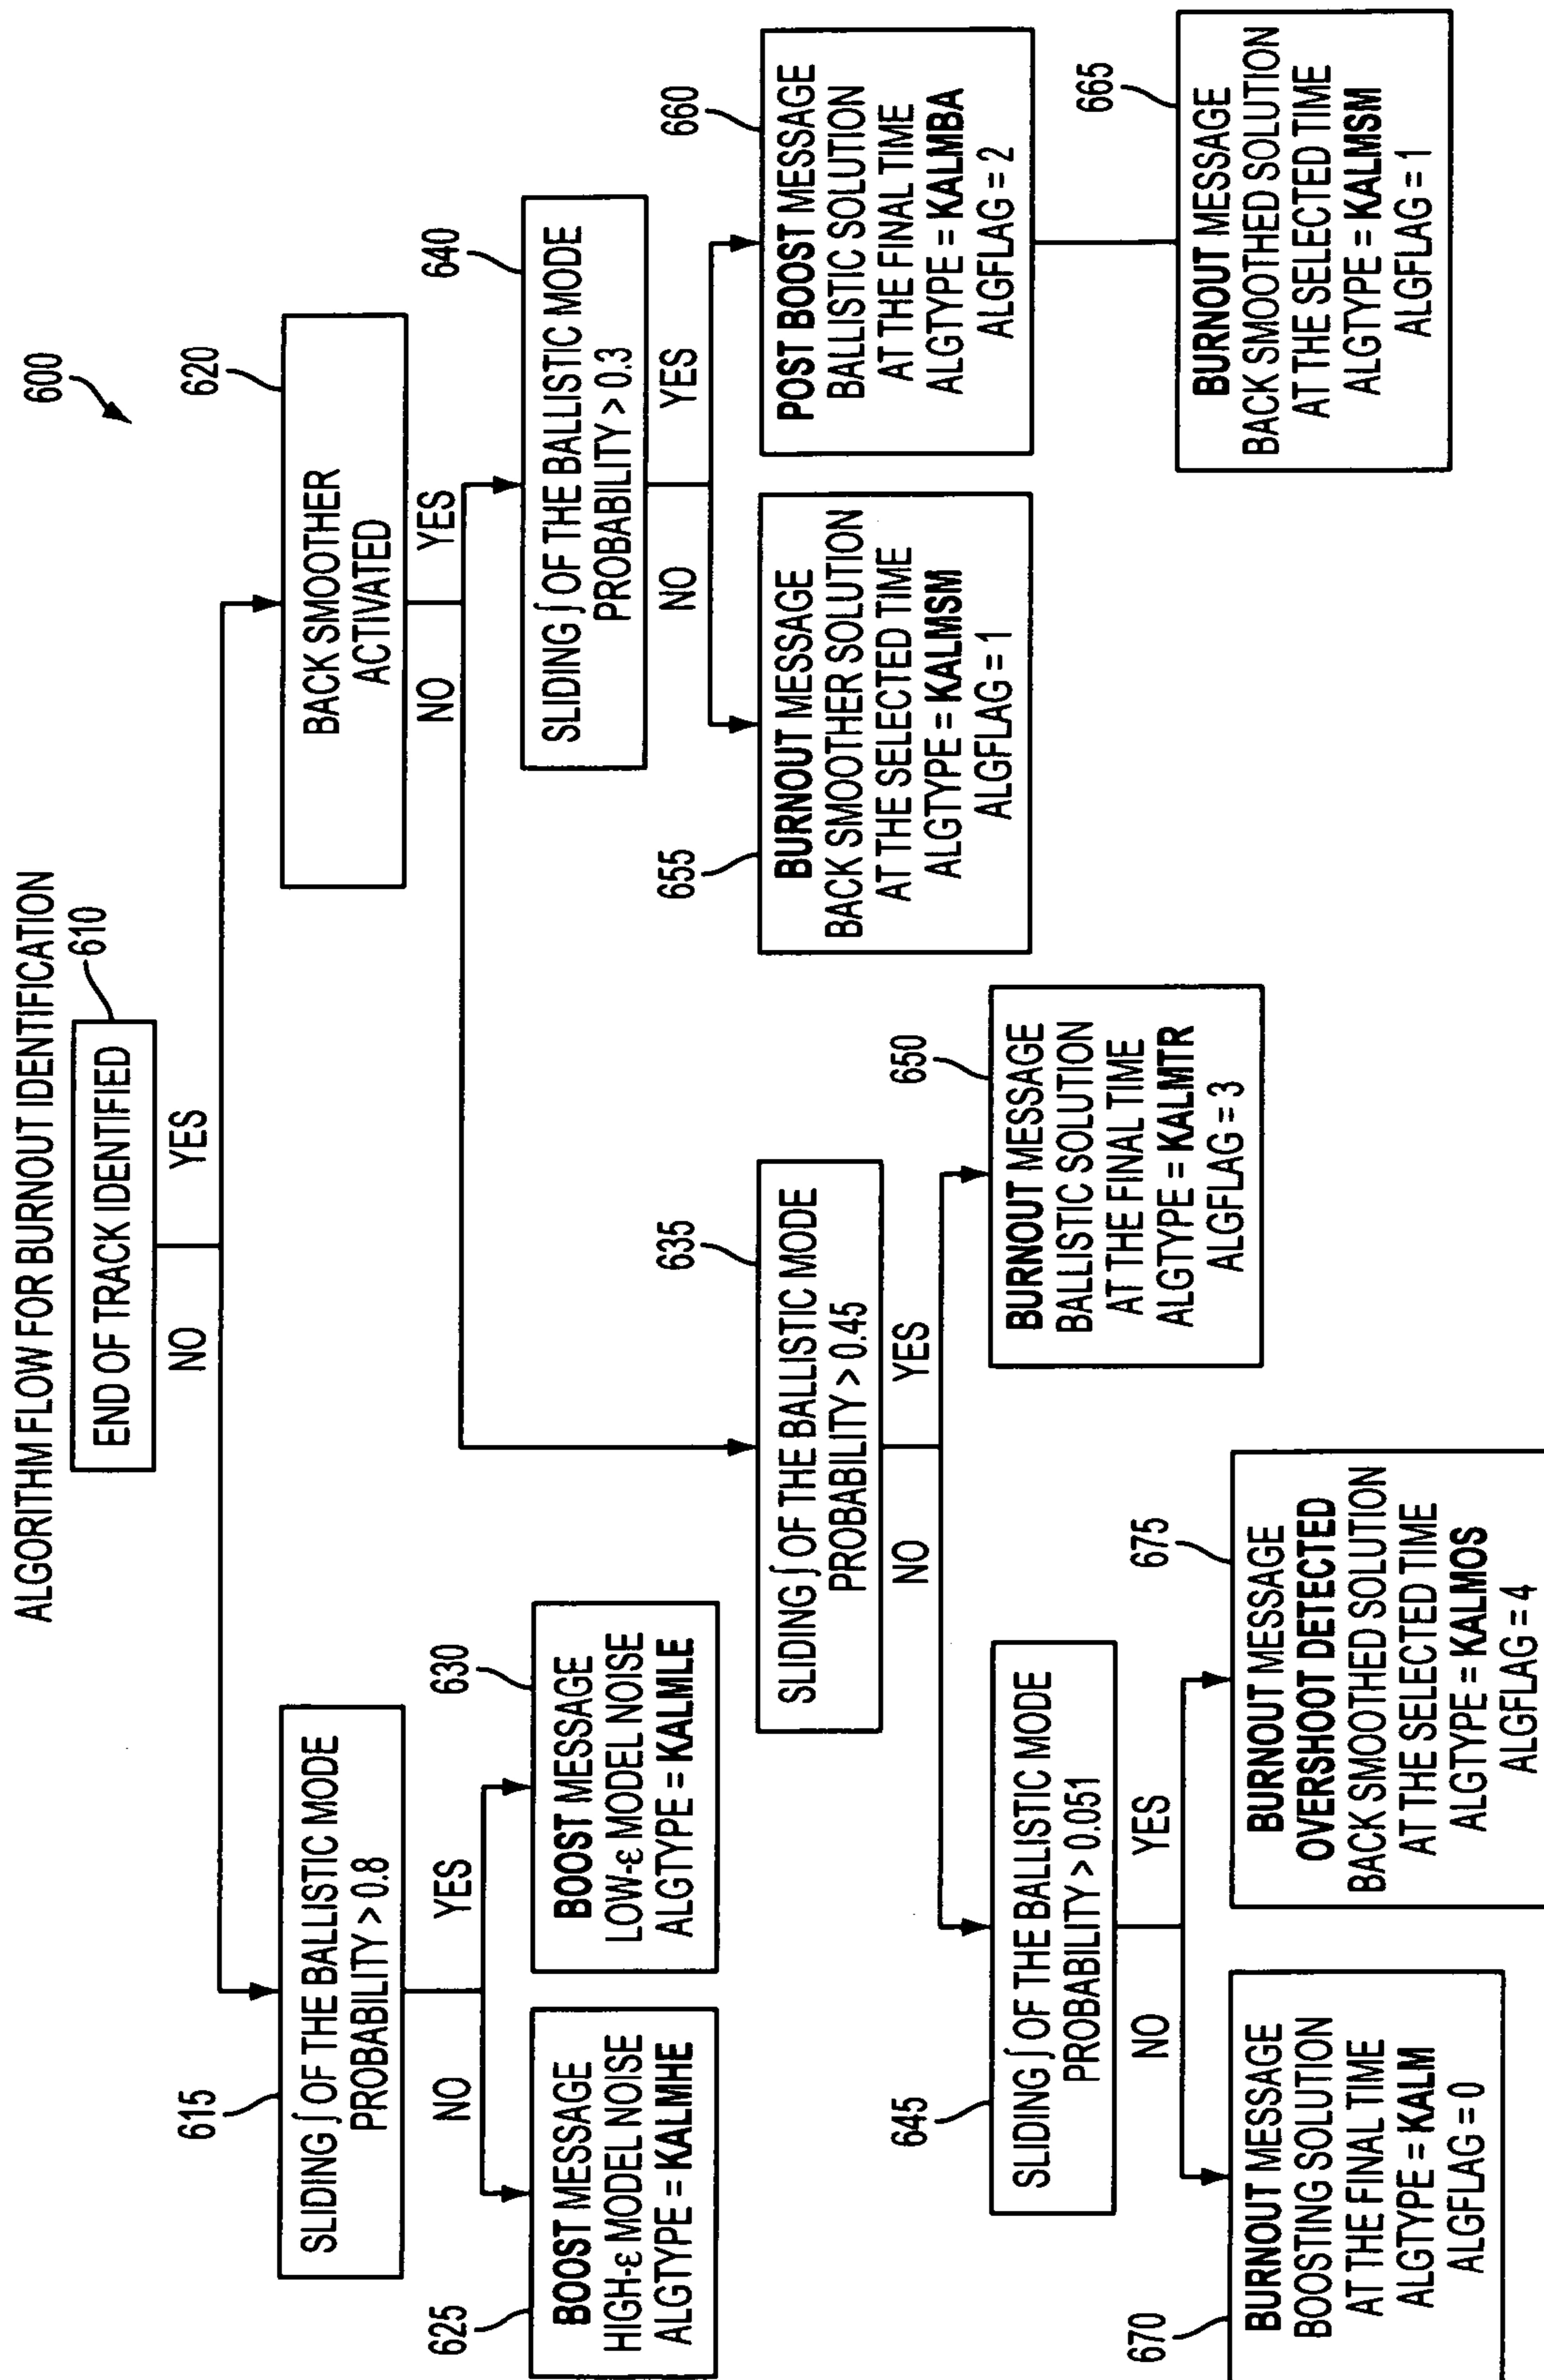 ALGORITHM FLOW FOR BURNOUT IDENTIFICATION
600
610
END OF TRACK IDENTIFIED
NO
YES
615
SLIDING ∫ OF THE BALLISTIC MODE
PROBABILITY > 0.8
NO
YES
620
BACK SMOOTHER
ACTIVATED
NO
YES
625
BOOST MESSAGE
HIGH-ε MODEL NOISE
ALGTYPE = KALMHE
630
BOOST MESSAGE
LOW-ε MODEL NOISE
ALGTYPE = KALMLE
640
SLIDING ∫ OF THE BALLISTIC MODE
PROBABILITY > 0.3
NO
YES
635
SLIDING ∫ OF THE BALLISTIC MODE
PROBABILITY > 0.45
NO
YES
655
BURNOUT MESSAGE
BACK SMOOTHER SOLUTION
AT THE SELECTED TIME
ALGTYPE = KALMSM
ALGFLAG = 1
660
POST BOOST MESSAGE
BALLISTIC SOLUTION
AT THE FINAL TIME
ALGTYPE = KALMBA
ALGFLAG = 2
645
SLIDING ∫ OF THE BALLISTIC MODE
PROBABILITY > 0.051
NO
YES
650
BURNOUT MESSAGE
BALLISTIC SOLUTION
AT THE FINAL TIME
ALGTYPE = KALMTR
ALGFLAG = 3
665
BURNOUT MESSAGE
BACK SMOOTHED SOLUTION
AT THE SELECTED TIME
ALGTYPE = KALMSM
ALGFLAG = 1
670
BURNOUT MESSAGE
BOOSTING SOLUTION
AT THE FINAL TIME
ALGTYPE = KALM
ALGFLAG = 0
675
BURNOUT MESSAGE
OVERSHOOT DETECTED
BACK SMOOTHED SOLUTION
AT THE SELECTED TIME
ALGTYPE = KALMOS
ALGFLAG = 4